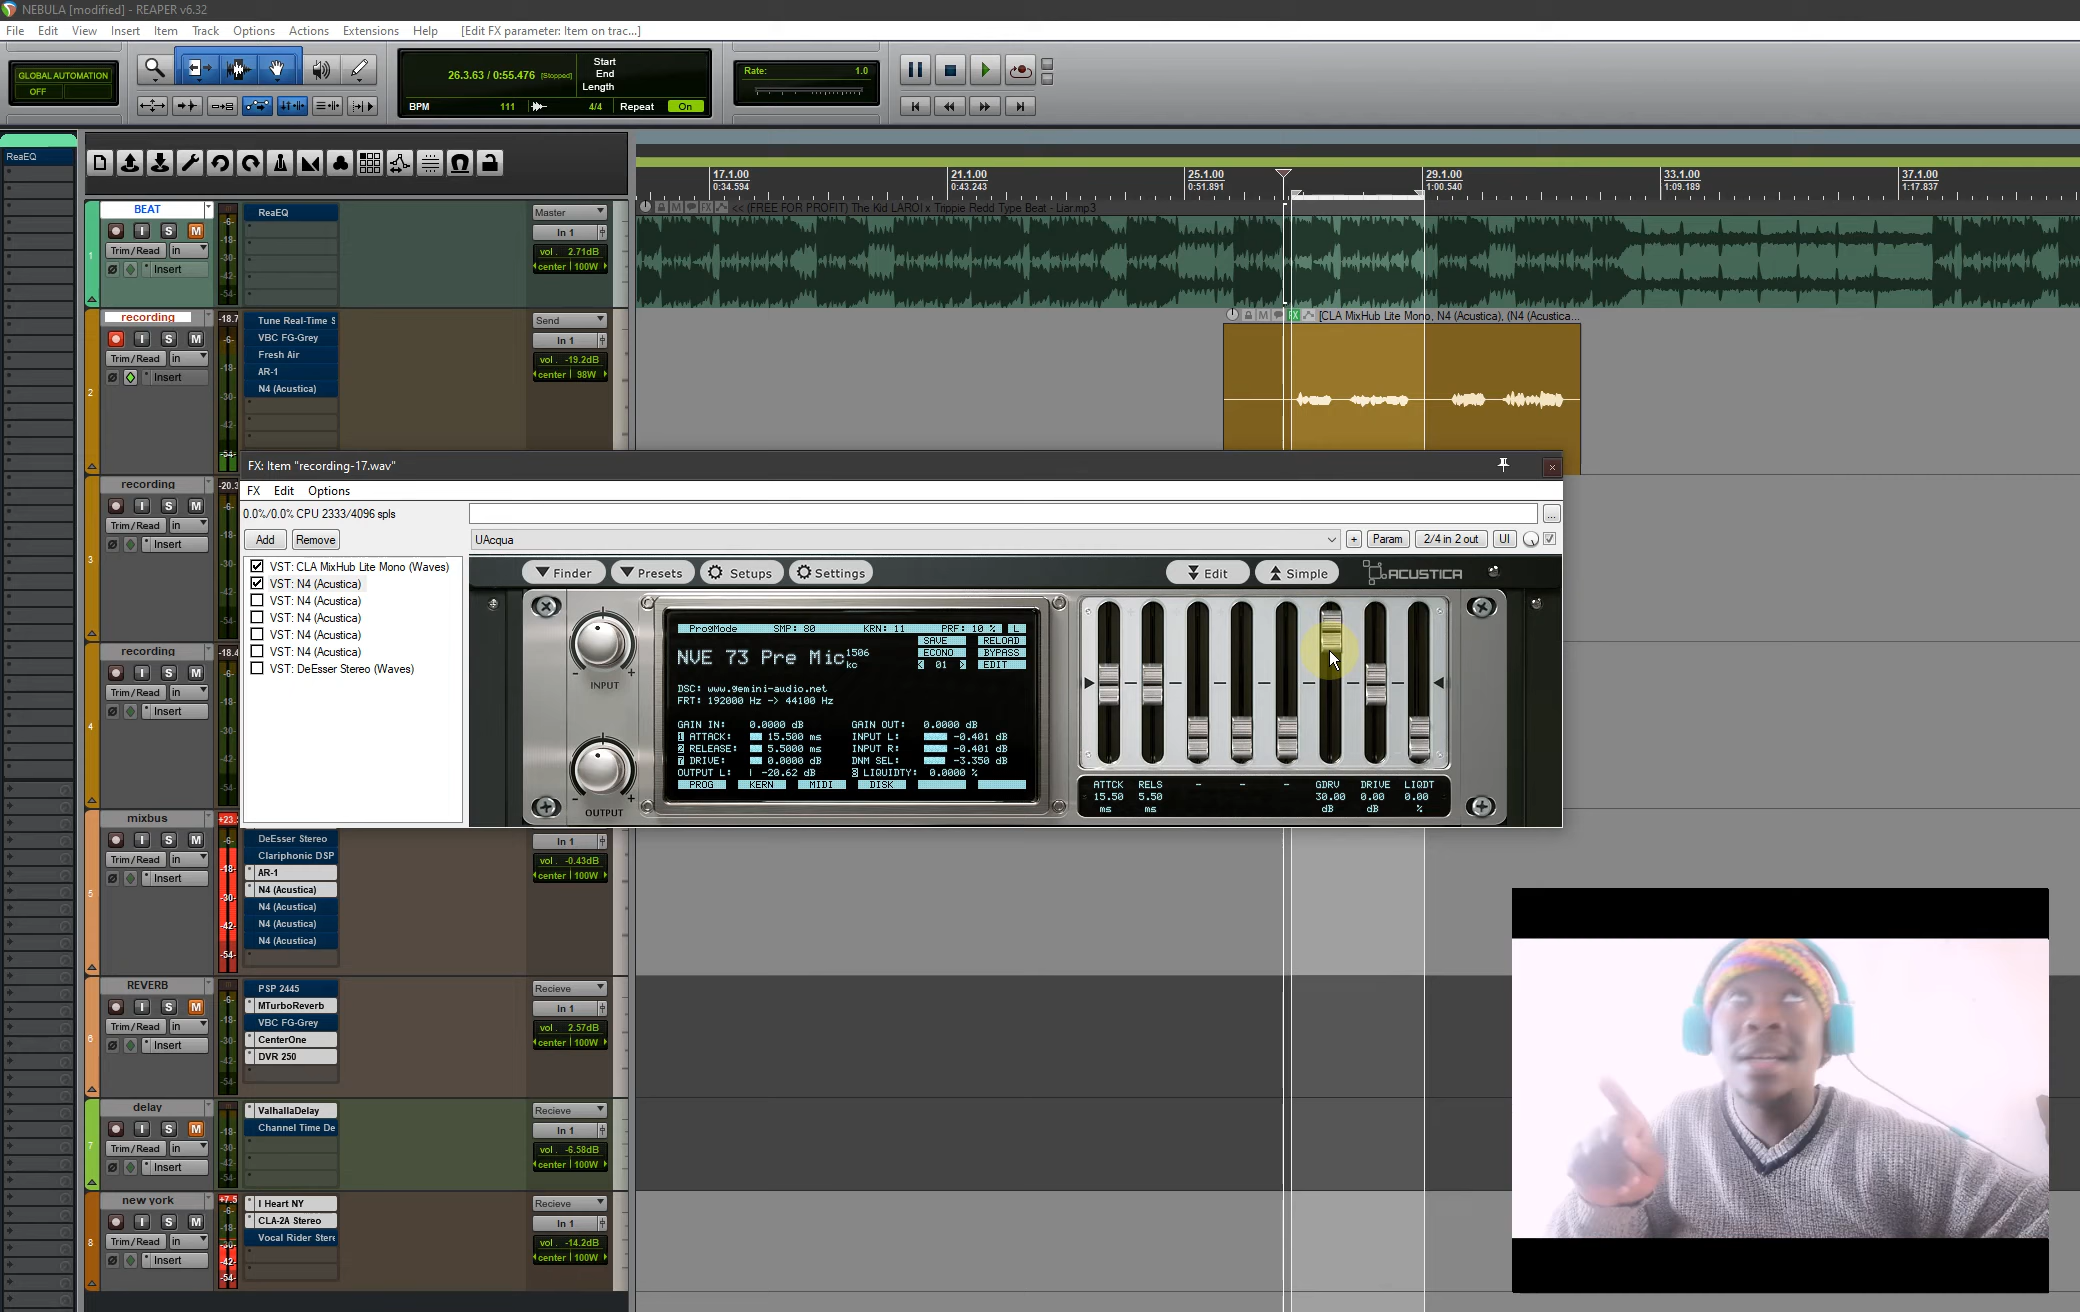 NEBULA [modified] - REAPER v6.32
File Edit View Insert Item Track Options Actions Extensions Help [Edit FX parameter: Item on trac...]
GLOBAL AUTOMATION
OFF
26.3.63 / 0:55.476 [Stopped]
Start
End
Length
BPM 111 4/4 Repeat On
Rate: 1.0
ReaEQ
17.1.00
0:34.594
21.1.00
0:43.243
25.1.00
0:51.891
29.1.00
1:00.540
33.1.00
1:09.189
37.1.00
1:17.837
<< (FREE FOR PROFIT) The Kid LAROI x Trippie Redd Type Beat - Liar.mp3
1
BEAT
I S M
Trim/Read in
Insert
ReaEQ
Master
In 1
vol. 2.71dB
center 100W
2
recording
-18.7
I S M
Trim/Read in
Insert
Tune Real-Time S
VBC FG-Grey
Fresh Air
AR-1
N4 (Acustica)
Send
In 1
vol. -19.2dB
center 98W
[CLA MixHub Lite Mono, N4 (Acustica), (N4 (Acustica...
3
recording
-20.3
I S M
Trim/Read in
Insert
4
recording
-18.4
I S M
Trim/Read in
Insert
FX: Item "recording-17.wav"
FX Edit Options
0.0%/0.0% CPU 2333/4096 spls
Add Remove
UAcqua
+ Param 2/4 in 2 out UI
VST: CLA MixHub Lite Mono (Waves)
VST: N4 (Acustica)
VST: N4 (Acustica)
VST: N4 (Acustica)
VST: N4 (Acustica)
VST: N4 (Acustica)
VST: DeEsser Stereo (Waves)
Finder Presets Setups Settings Edit Simple ACUSTICA
INPUT
OUTPUT
ProgMode SMP: 80 KRN: 11 PRF: 10 % L
SAVE RELOAD
ECONO BYPASS
< 01 > EDIT
NVE 73 Pre Mic 1506
kc
DSC: www.gemini-audio.net
FRT: 192000 Hz -> 44100 Hz
GAIN IN: 0.0000 dB GAIN OUT: 0.0000 dB
1 ATTACK: 15.500 ms INPUT L: -0.401 dB
2 RELEASE: 5.5000 ms INPUT R: -0.401 dB
7 DRIVE: 0.0000 dB DNM SEL: -3.350 dB
OUTPUT L: -20.62 dB 8 LIQUIDTY: 0.0000 %
PROG KERN MIDI DISK
ATTCK RELS - - - GDRV DRIVE LIQDT
15.50 5.50 30.00 0.00 0.00
ms ms dB dB %
5
mixbus
I S M
Trim/Read in
Insert
DeEsser Stereo
Clariphonic DSP
AR-1
N4 (Acustica)
N4 (Acustica)
N4 (Acustica)
N4 (Acustica)
In 1
vol. -0.43dB
center 100W
6
REVERB
I S M
Trim/Read in
Insert
PSP 2445
MTurboReverb
VBC FG-Grey
CenterOne
DVR 250
Recieve
In 1
vol. 2.57dB
center 100W
7
delay
I S M
Trim/Read in
Insert
ValhallaDelay
Channel Time De
Recieve
In 1
vol. -6.58dB
center 100W
8
new york
+7.5
I S M
Trim/Read in
Insert
I Heart NY
CLA-2A Stereo
Vocal Rider Stere
Recieve
In 1
vol. -14.2dB
center 100W